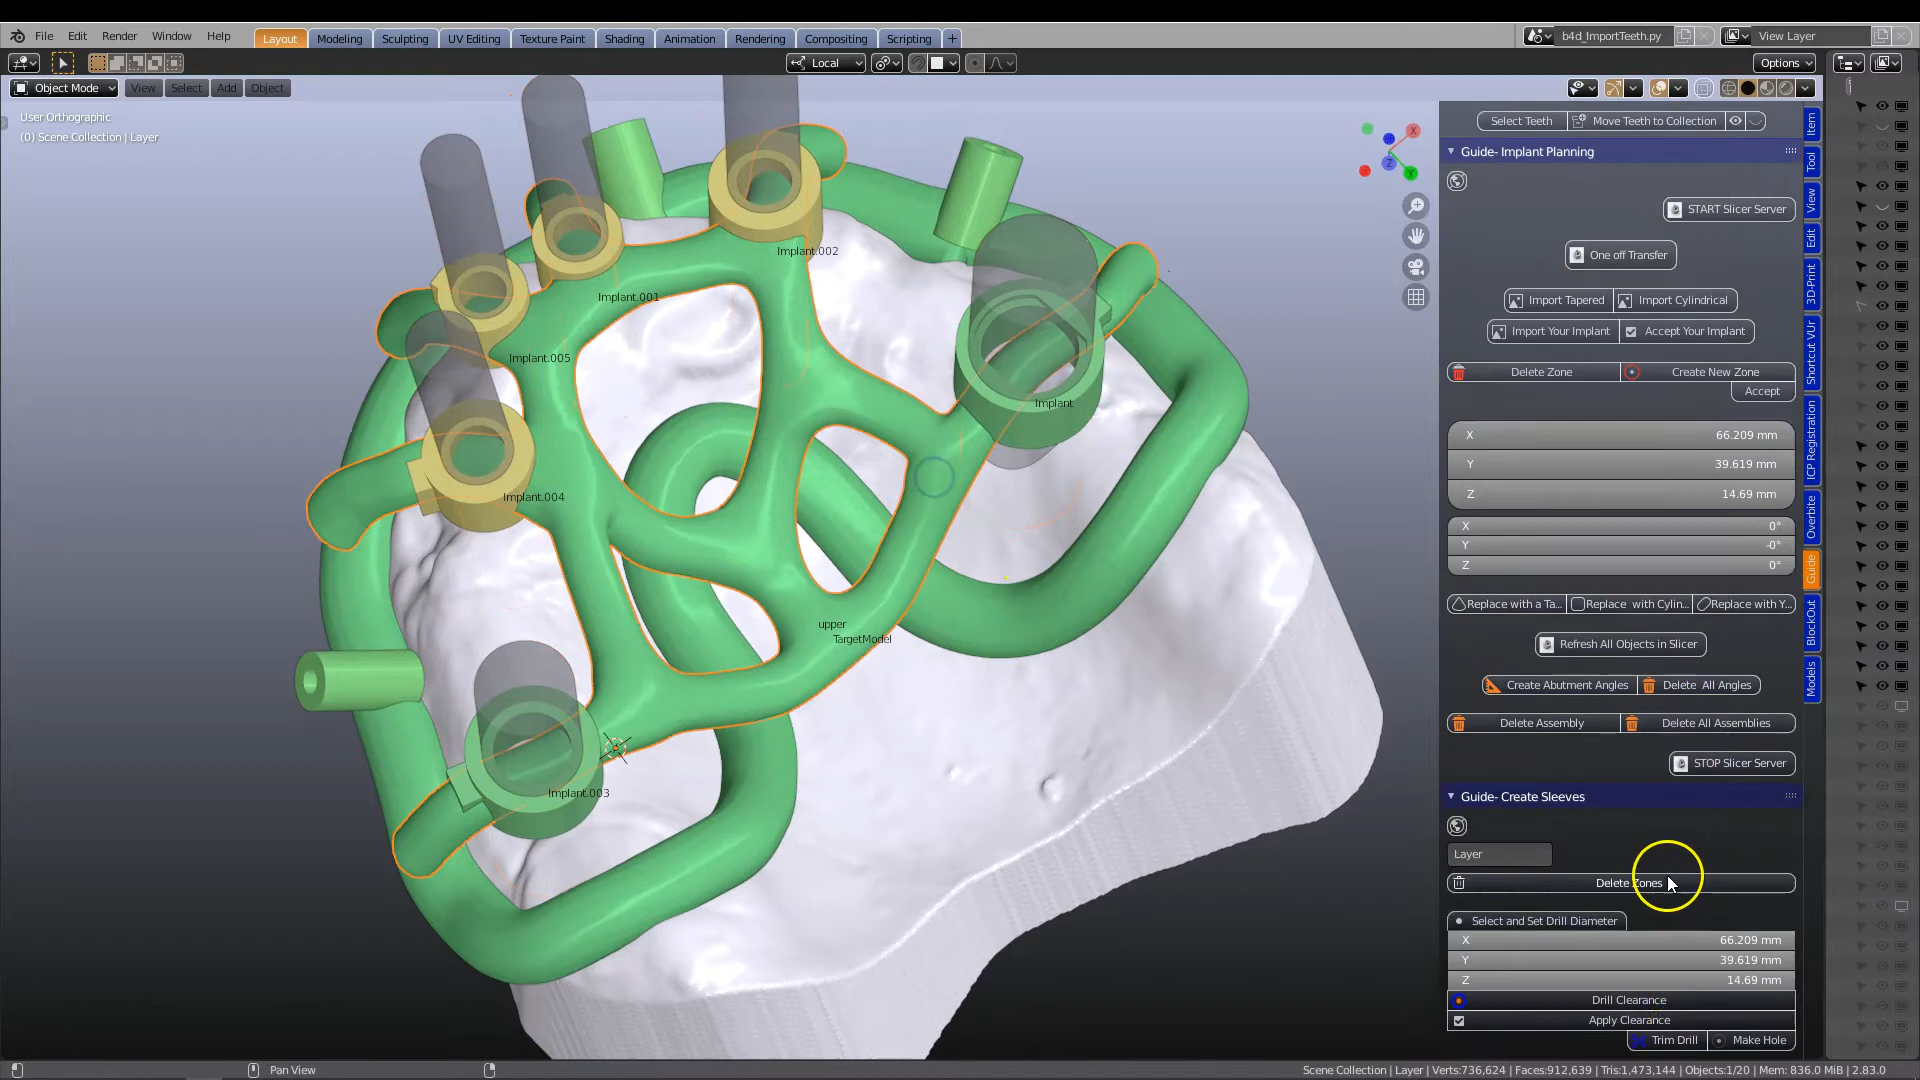 File Edit Render Window Help Layout Modeling Sculpting UV Editing Texture Paint Shading Animation Rendering Compositing Scripting + b4d_ImportTeeth.py View Layer
Local Options
Object Mode View Select Add Object
User Orthographic
(0) Scene Collection | Layer
X
Z
Y
Implant.002
Implant.001
Implant.005
Implant
Implant.004
upper
TargetModel
Implant.003
Select Teeth Move Teeth to Collection
Guide- Implant Planning
START Slicer Server
One off Transfer
Import Tapered Import Cylindrical
Import Your Implant Accept Your Implant
Delete Zone Create New Zone
Accept
X 66.209 mm
Y 39.619 mm
Z 14.69 mm
X 0°
Y -0°
Z 0°
Replace with a Ta... Replace with Cylin... Replace with Y...
Refresh All Objects in Slicer
Create Abutment Angles Delete All Angles
Delete Assembly Delete All Assemblies
STOP Slicer Server
Guide- Create Sleeves
Layer
Delete Zones
Select and Set Drill Diameter
X 66.209 mm
Y 39.619 mm
Z 14.69 mm
Drill Clearance
Apply Clearance
Trim Drill Make Hole
Item
Tool
View
Edit
3D-Print
Shortcut VUr
ICP Registration
Overbite
Guide
BlockOut
Models
Pan View
Scene Collection | Layer | Verts:736,624 | Faces:912,639 | Tris:1,473,144 | Objects:1/20 | Mem: 836.0 MiB | 2.83.0